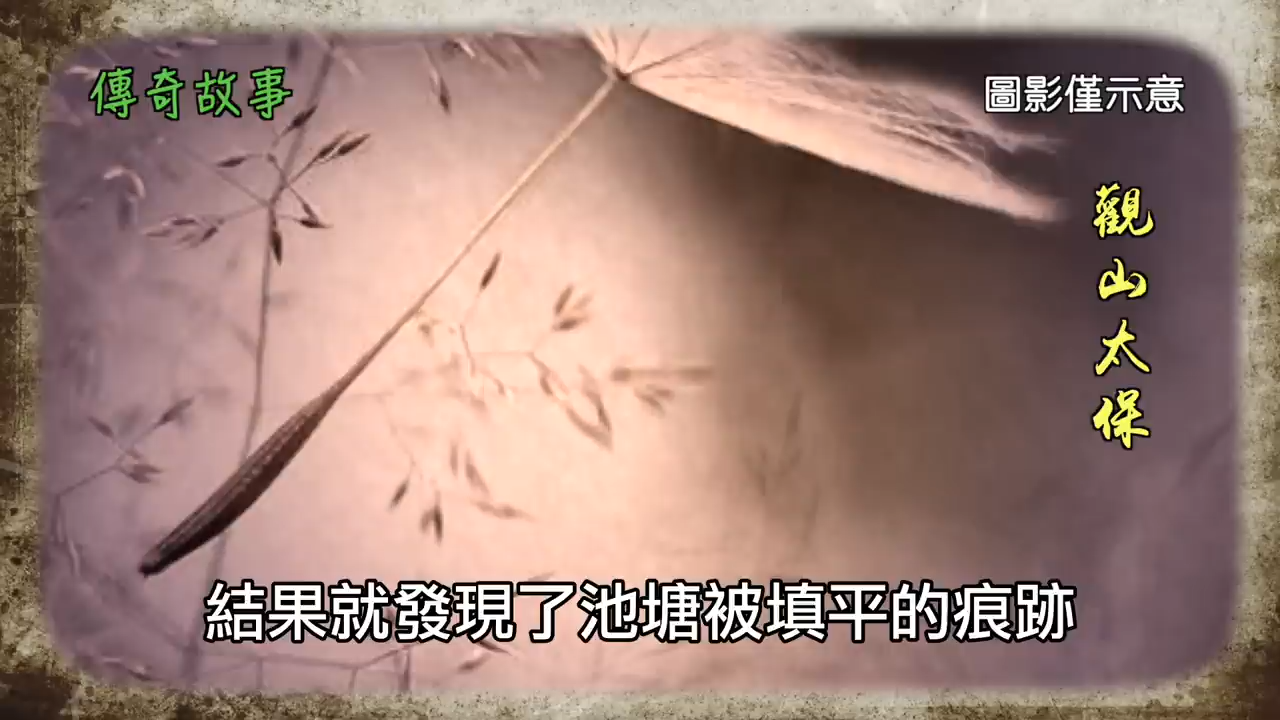 傳奇故事
圖影僅示意
觀山太保
結果就發現了池塘被填平的痕跡